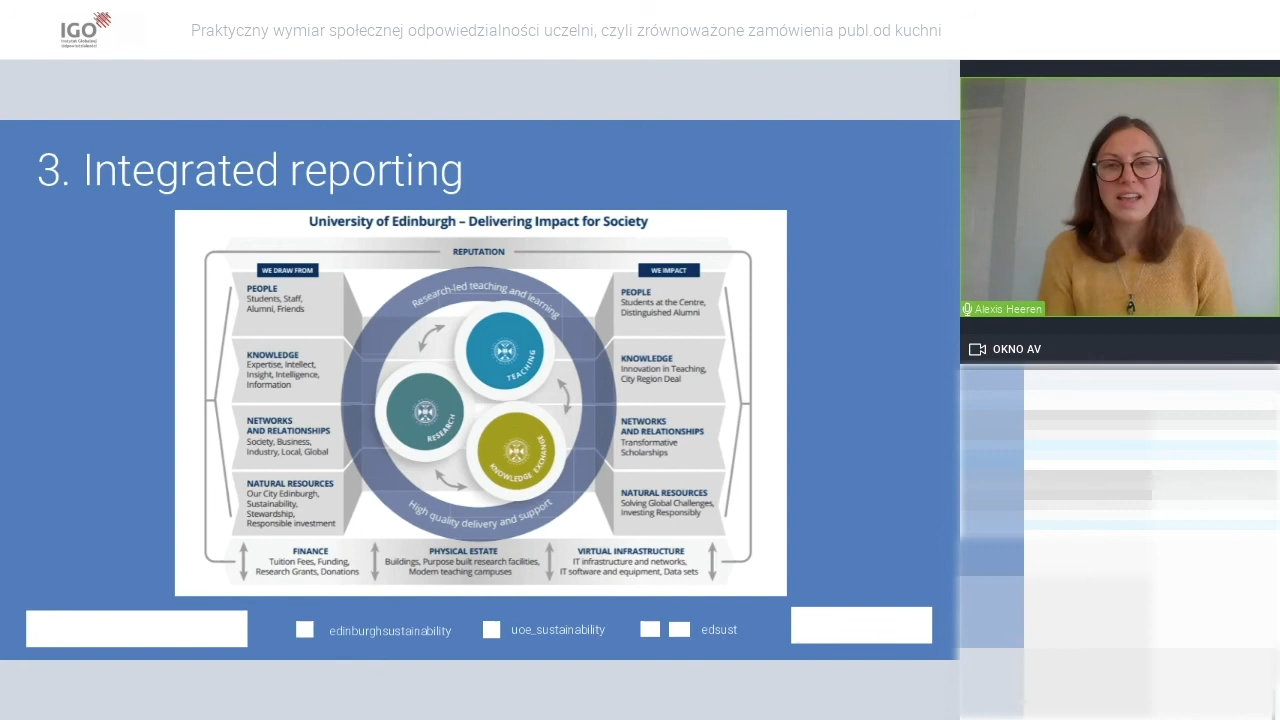 IGO
Praktyczny wymiar społecznej odpowiedzialności uczelni, czyli zrównoważone zamówienia publ.od kuchni
3. Integrated reporting
University of Edinburgh – Delivering Impact for Society
REPUTATION
WE DRAW FROM
PEOPLE
Students, Staff,
Alumni, Friends
KNOWLEDGE
Expertise, Intellect,
Insight, Intelligence,
Information
NETWORKS
AND RELATIONSHIPS
Society, Business,
Industry, Local, Global
NATURAL RESOURCES
Our City Edinburgh,
Sustainability,
Stewardship,
Responsible investment
Research-led teaching and learning
TEACHING
RESEARCH
KNOWLEDGE EXCHANGE
High quality delivery and support
WE IMPACT
PEOPLE
Students at the Centre,
Distinguished Alumni
KNOWLEDGE
Innovation in Teaching,
City Region Deal
NETWORKS
AND RELATIONSHIPS
Transformative
Scholarships
NATURAL RESOURCES
Solving Global Challenges,
Investing Responsibly
FINANCE
Tuition Fees, Funding,
Research Grants, Donations
PHYSICAL ESTATE
Buildings, Purpose built research facilities,
Modern teaching campuses
VIRTUAL INFRASTRUCTURE
IT infrastructure and networks,
IT software and equipment, Data sets
edinburghsustainability
uoe_sustainability
edsust
Alexis Heeren
OKNO AV